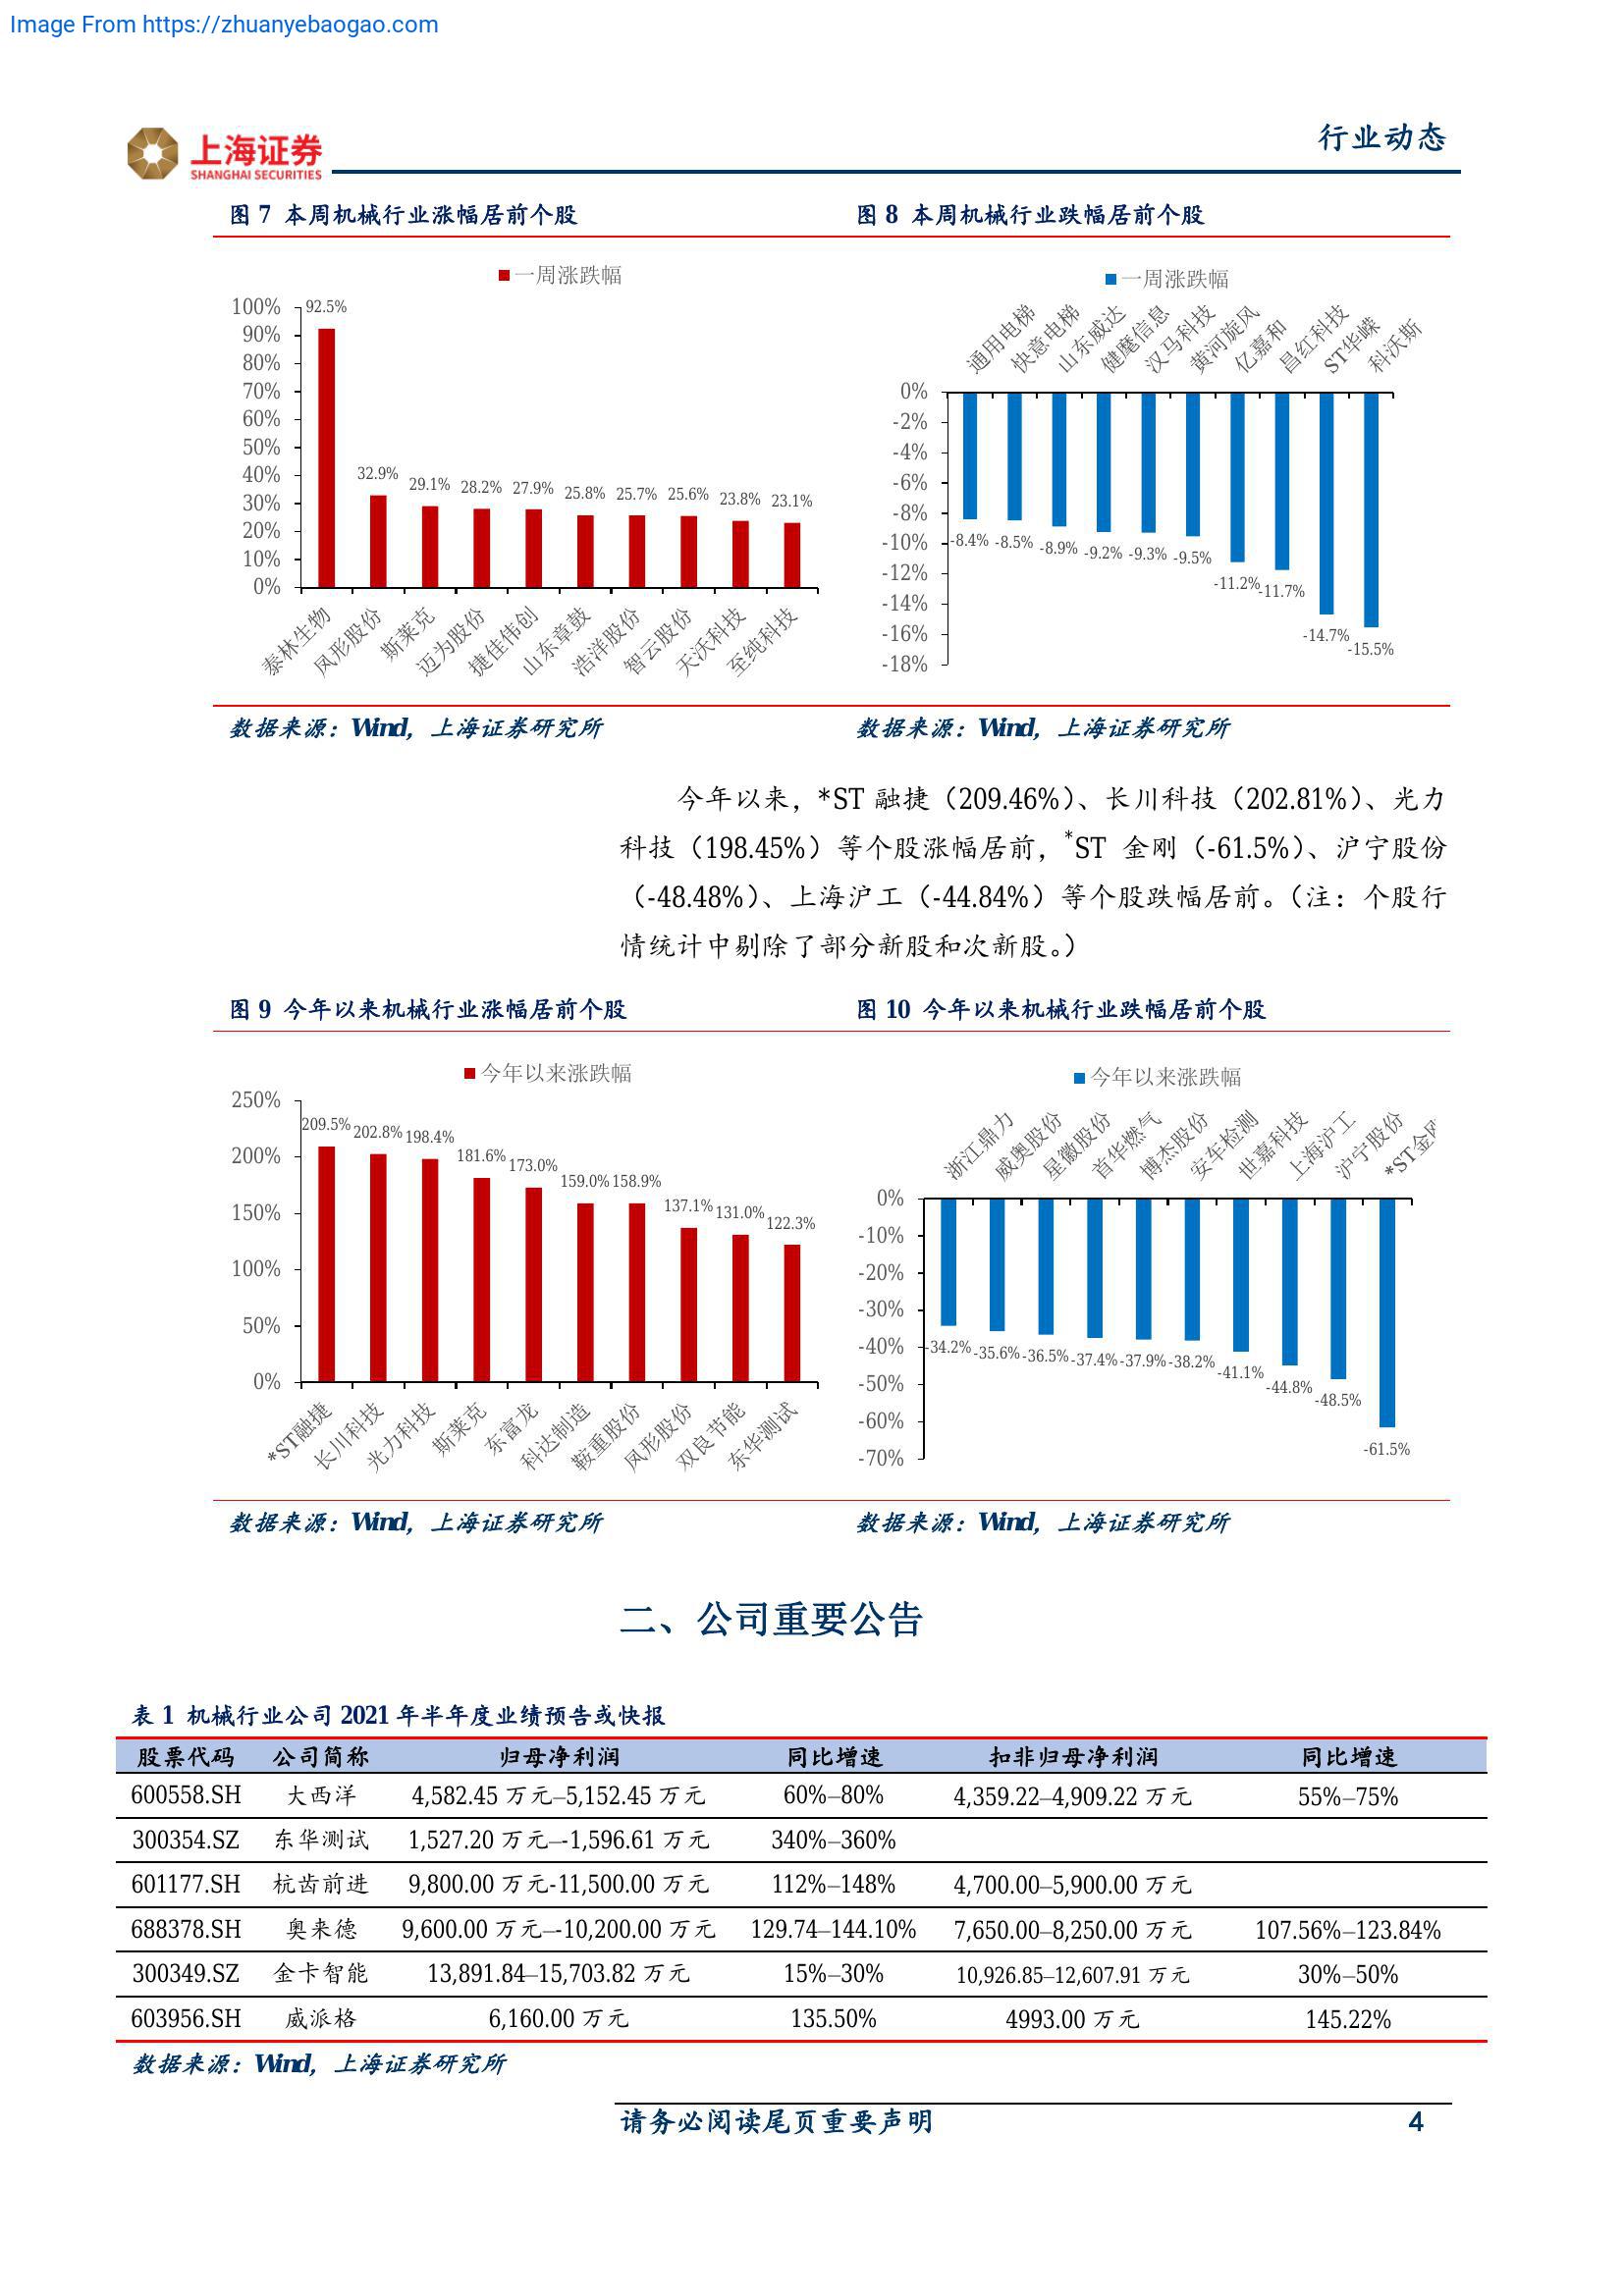 Image From https://zhuanyebaogao.com
上海证券
SHANGHAI SECURITIES
行业动态
图 7 本周机械行业涨幅居前个股
一周涨跌幅
100%
90%
80%
70%
60%
50%
40%
30%
20%
10%
0%
92.5%
32.9%
29.1%
28.2%
27.9%
25.8%
25.7%
25.6%
23.8%
23.1%
泰林生物
凤形股份
斯莱克
迈为股份
捷佳伟创
山东章鼓
浩洋股份
智云股份
天沃科技
至纯科技
数据来源：Wind，上海证券研究所
图 8 本周机械行业跌幅居前个股
一周涨跌幅
通用电梯
快意电梯
山东威达
健麾信息
汉马科技
黄河旋风
亿嘉和
昌红科技
ST华嵘
科沃斯
0%
-2%
-4%
-6%
-8%
-10%
-12%
-14%
-16%
-18%
-8.4%
-8.5%
-8.9%
-9.2%
-9.3%
-9.5%
-11.2%
-11.7%
-14.7%
-15.5%
数据来源：Wind，上海证券研究所
今年以来，*ST 融捷（209.46%）、长川科技（202.81%）、光力
科技（198.45%）等个股涨幅居前，*ST 金刚（-61.5%）、沪宁股份
（-48.48%）、上海沪工（-44.84%）等个股跌幅居前。（注：个股行
情统计中剔除了部分新股和次新股。）
图 9 今年以来机械行业涨幅居前个股
今年以来涨跌幅
250%
200%
150%
100%
50%
0%
209.5%
202.8%
198.4%
181.6%
173.0%
159.0%
158.9%
137.1%
131.0%
122.3%
*ST融捷
长川科技
光力科技
斯莱克
东富龙
科达制造
鞍重股份
凤形股份
双良节能
东华测试
数据来源：Wind，上海证券研究所
图 10 今年以来机械行业跌幅居前个股
今年以来涨跌幅
浙江鼎力
威奥股份
星徽股份
首华燃气
博杰股份
安车检测
世嘉科技
上海沪工
沪宁股份
*ST金
0%
-10%
-20%
-30%
-40%
-50%
-60%
-70%
-34.2%
-35.6%
-36.5%
-37.4%
-37.9%
-38.2%
-41.1%
-44.8%
-48.5%
-61.5%
数据来源：Wind，上海证券研究所
二、公司重要公告
表 1 机械行业公司 2021 年半年度业绩预告或快报
股票代码 公司简称 归母净利润 同比增速 扣非归母净利润 同比增速
600558.SH 大西洋 4,582.45 万元–5,152.45 万元 60%–80% 4,359.22–4,909.22 万元 55%–75%
300354.SZ 东华测试 1,527.20 万元–-1,596.61 万元 340%–360%
601177.SH 杭齿前进 9,800.00 万元-11,500.00 万元 112%–148% 4,700.00–5,900.00 万元
688378.SH 奥来德 9,600.00 万元–-10,200.00 万元 129.74–144.10% 7,650.00–8,250.00 万元 107.56%–123.84%
300349.SZ 金卡智能 13,891.84–15,703.82 万元 15%–30% 10,926.85–12,607.91 万元 30%–50%
603956.SH 威派格 6,160.00 万元 135.50% 4993.00 万元 145.22%
数据来源：Wind，上海证券研究所
请务必阅读尾页重要声明
4